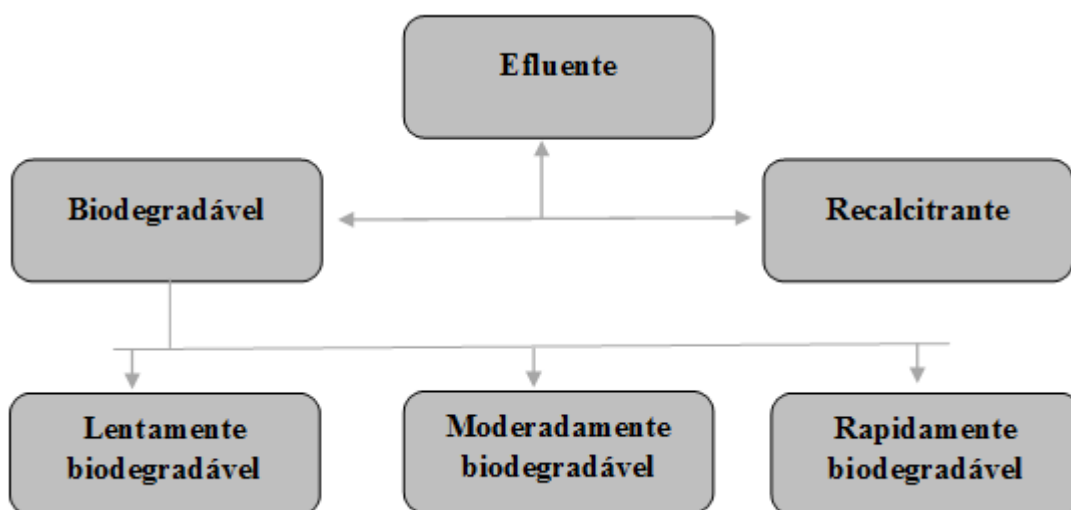 Efluente
Biodegradável
Recalcitrante
Lentamente
biodegradável
Moderadamente
biodegradável
Rapidamente
biodegradável